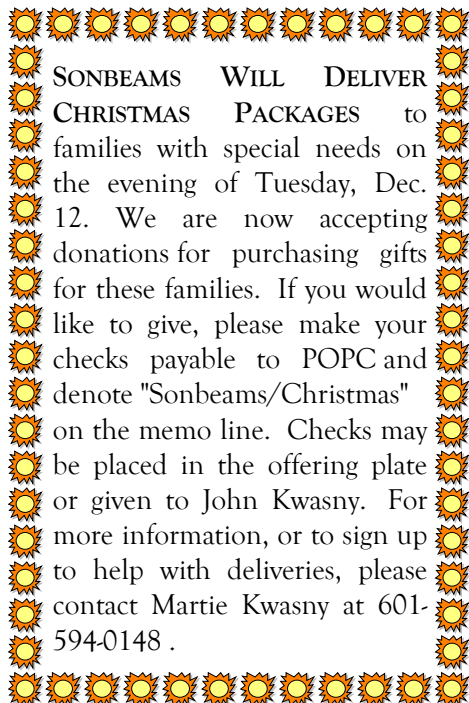 SONBEAMS WILL DELIVER
CHRISTMAS PACKAGES to
families with special needs on
the evening of Tuesday, Dec.
12. We are now accepting
donations for purchasing gifts
for these families. If you would
like to give, please make your
checks payable to POPC and
denote "Sonbeams/Christmas"
on the memo line. Checks may
be placed in the offering plate
or given to John Kwasny. For
more information, or to sign up
to help with deliveries, please
contact Martie Kwasny at 601-
594-0148 .